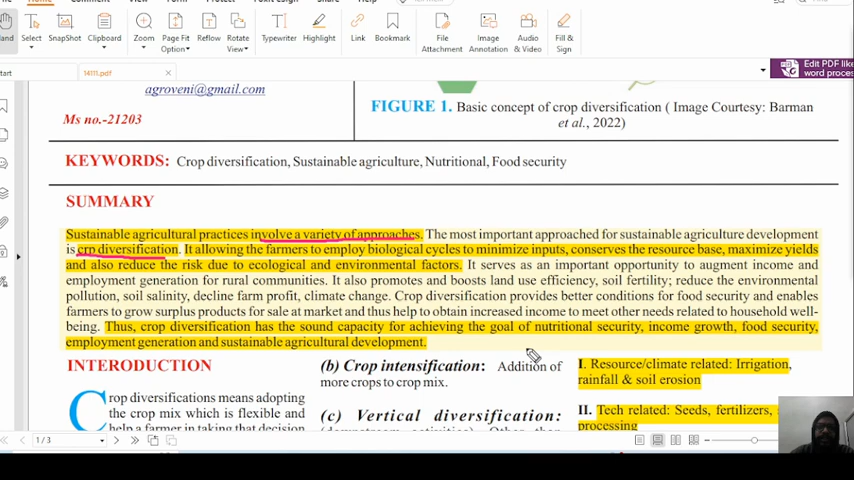 Home
Comment
Share
Help
Hand
Select
SnapShot
Clipboard
Zoom
Page Fit
Option
Reflow
Rotate
View
Typewriter
Highlight
Link
Bookmark
File
Attachment
Image
Annotation
Audio
& Video
Fill &
Sign
14111.pdf
Edit PDF like
word proces
agroveni@gmail.com
Ms no.-21203
FIGURE 1. Basic concept of crop diversification ( Image Courtesy: Barman
et al., 2022)
KEYWORDS: Crop diversification, Sustainable agriculture, Nutritional, Food security
SUMMARY
Sustainable agricultural practices involve a variety of approaches. The most important approached for sustainable agriculture development
is crp diversification. It allowing the farmers to employ biological cycles to minimize inputs, conserves the resource base, maximize yields
and also reduce the risk due to ecological and environmental factors. It serves as an important opportunity to augment income and
employment generation for rural communities. It also promotes and boosts land use efficiency, soil fertility; reduce the environmental
pollution, soil salinity, decline farm profit, climate change. Crop diversification provides better conditions for food security and enables
farmers to grow surplus products for sale at market and thus help to obtain increased income to meet other needs related to household well-
being. Thus, crop diversification has the sound capacity for achieving the goal of nutritional security, income growth, food security,
employment generation and sustainable agricultural development.
INTRODUCTION
Crop diversifications means adopting
the crop mix which is flexible and
help a farmer in taking that decision
(b) Crop intensification: Addition of
more crops to crop mix.
(c) Vertical diversification:
(downstream activities). Other than
I. Resource/climate related: Irrigation,
rainfall & soil erosion
II. Tech related: Seeds, fertilizers,
processing
1 / 3